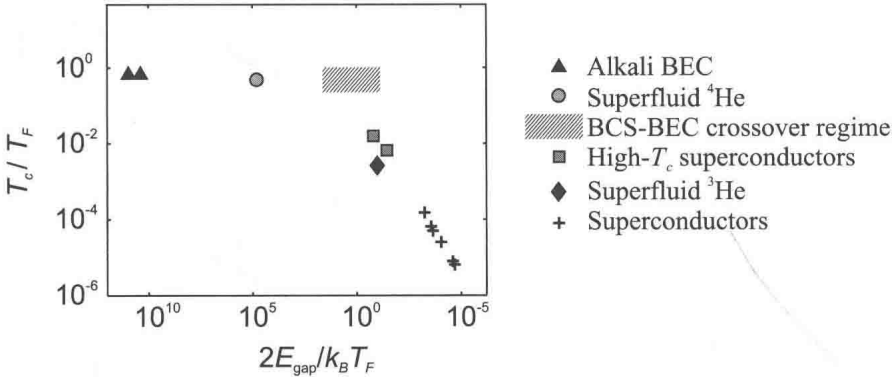 T_c / T_F
10^0
10^-2
10^-4
10^-6
10^10
10^5
10^0
10^-5
2E_gap/k_B T_F
Alkali BEC
Superfluid ^4He
BCS-BEC crossover regime
High-T_c superconductors
Superfluid ^3He
Superconductors